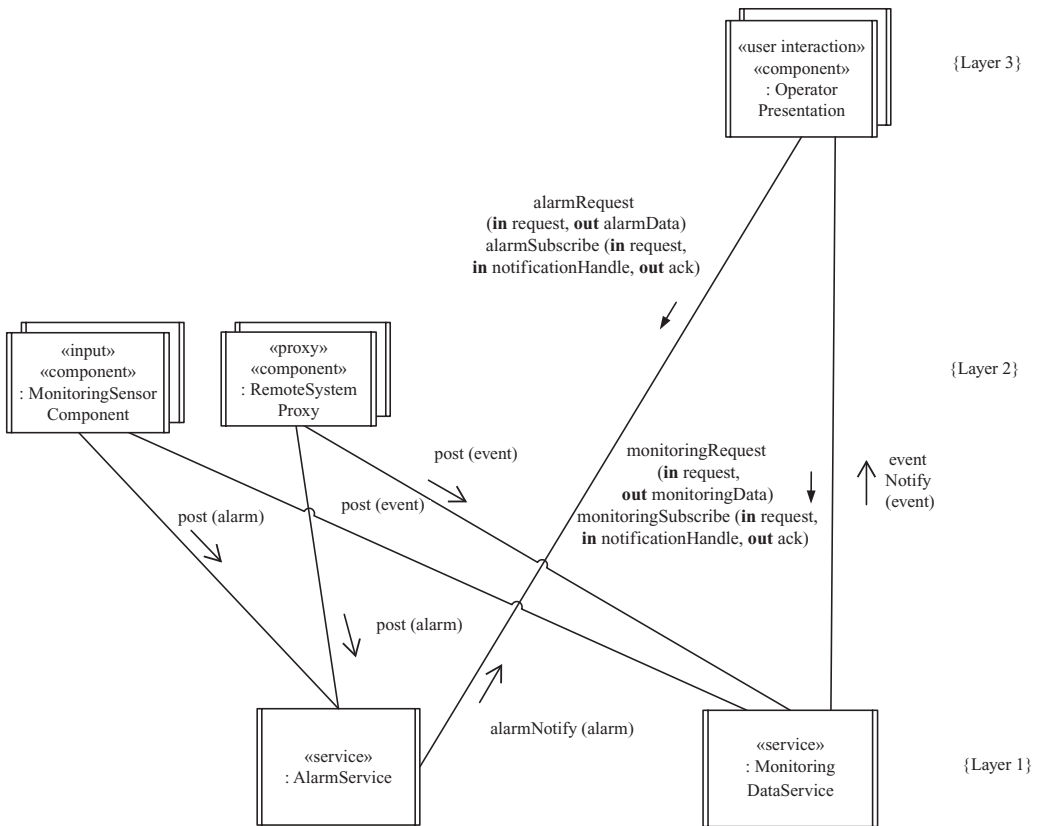 «user interaction»
«component»
: Operator
Presentation
{Layer 3}
alarmRequest
(in request, out alarmData)
alarmSubscribe (in request,
in notificationHandle, out ack)
«input»
«component»
: MonitoringSensor
Component
«proxy»
«component»
: RemoteSystem
Proxy
{Layer 2}
post (event)
monitoringRequest
(in request,
out monitoringData)
monitoringSubscribe (in request,
in notificationHandle, out ack)
event
Notify
(event)
post (alarm)
post (event)
post (alarm)
alarmNotify (alarm)
«service»
: AlarmService
«service»
: Monitoring
DataService
{Layer 1}